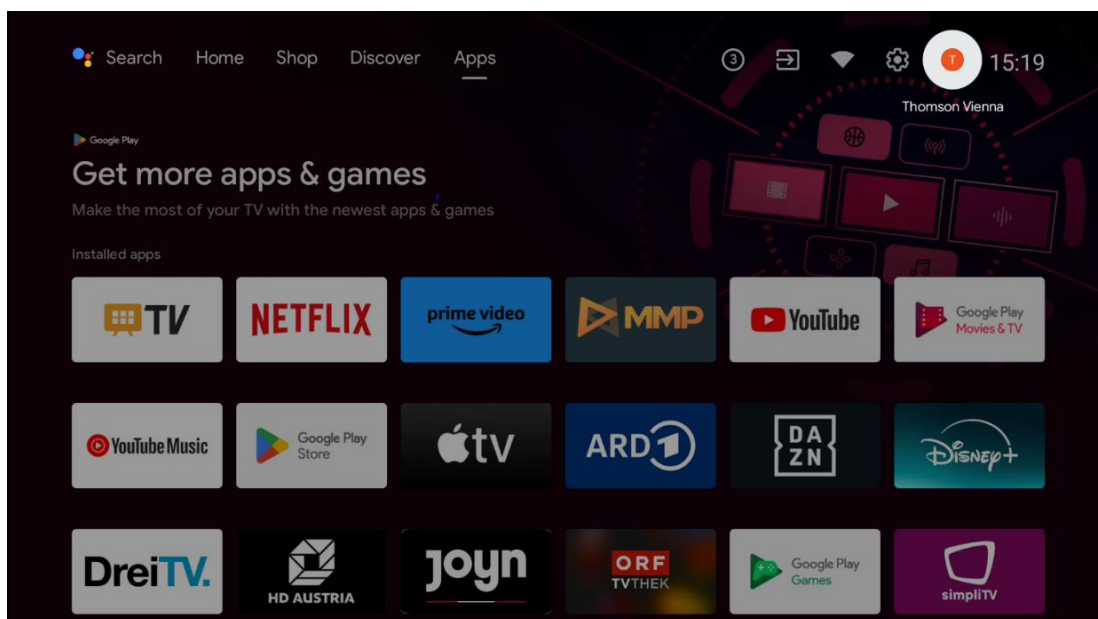 Search Home Shop Discover Apps 3 T 15:19
Thomson Vienna
Google Play
Get more apps & games
Make the most of your TV with the newest apps & games
Installed apps
TV
NETFLIX
prime video
MMP
YouTube
Google Play
Movies & TV
YouTube Music
Google Play
Store
tv
ARD 1
DA
ZN
Disney+
DreiTV.
HD AUSTRIA
Joyn
ORF
TVTHEK
Google Play
Games
simpliTV